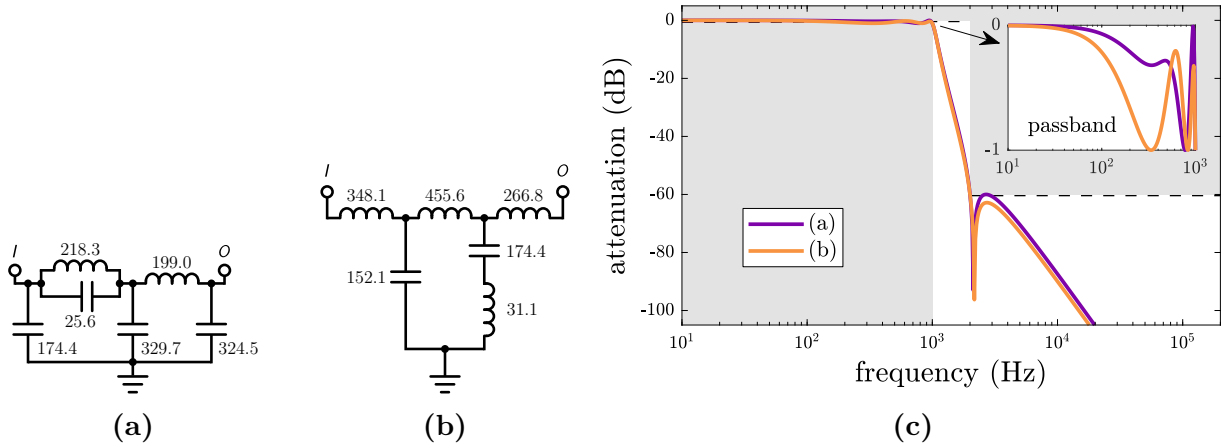 I
218.3
199.0
O
25.6
174.4
329.7
324.5
(a)
I
348.1
455.6
266.8
O
174.4
152.1
31.1
(b)
attenuation (dB)
0
-20
-40
-60
-80
-100
10^1
10^2
10^3
10^4
10^5
frequency (Hz)
(a)
(b)
0
-1
passband
10^1
10^2
10^3
(c)